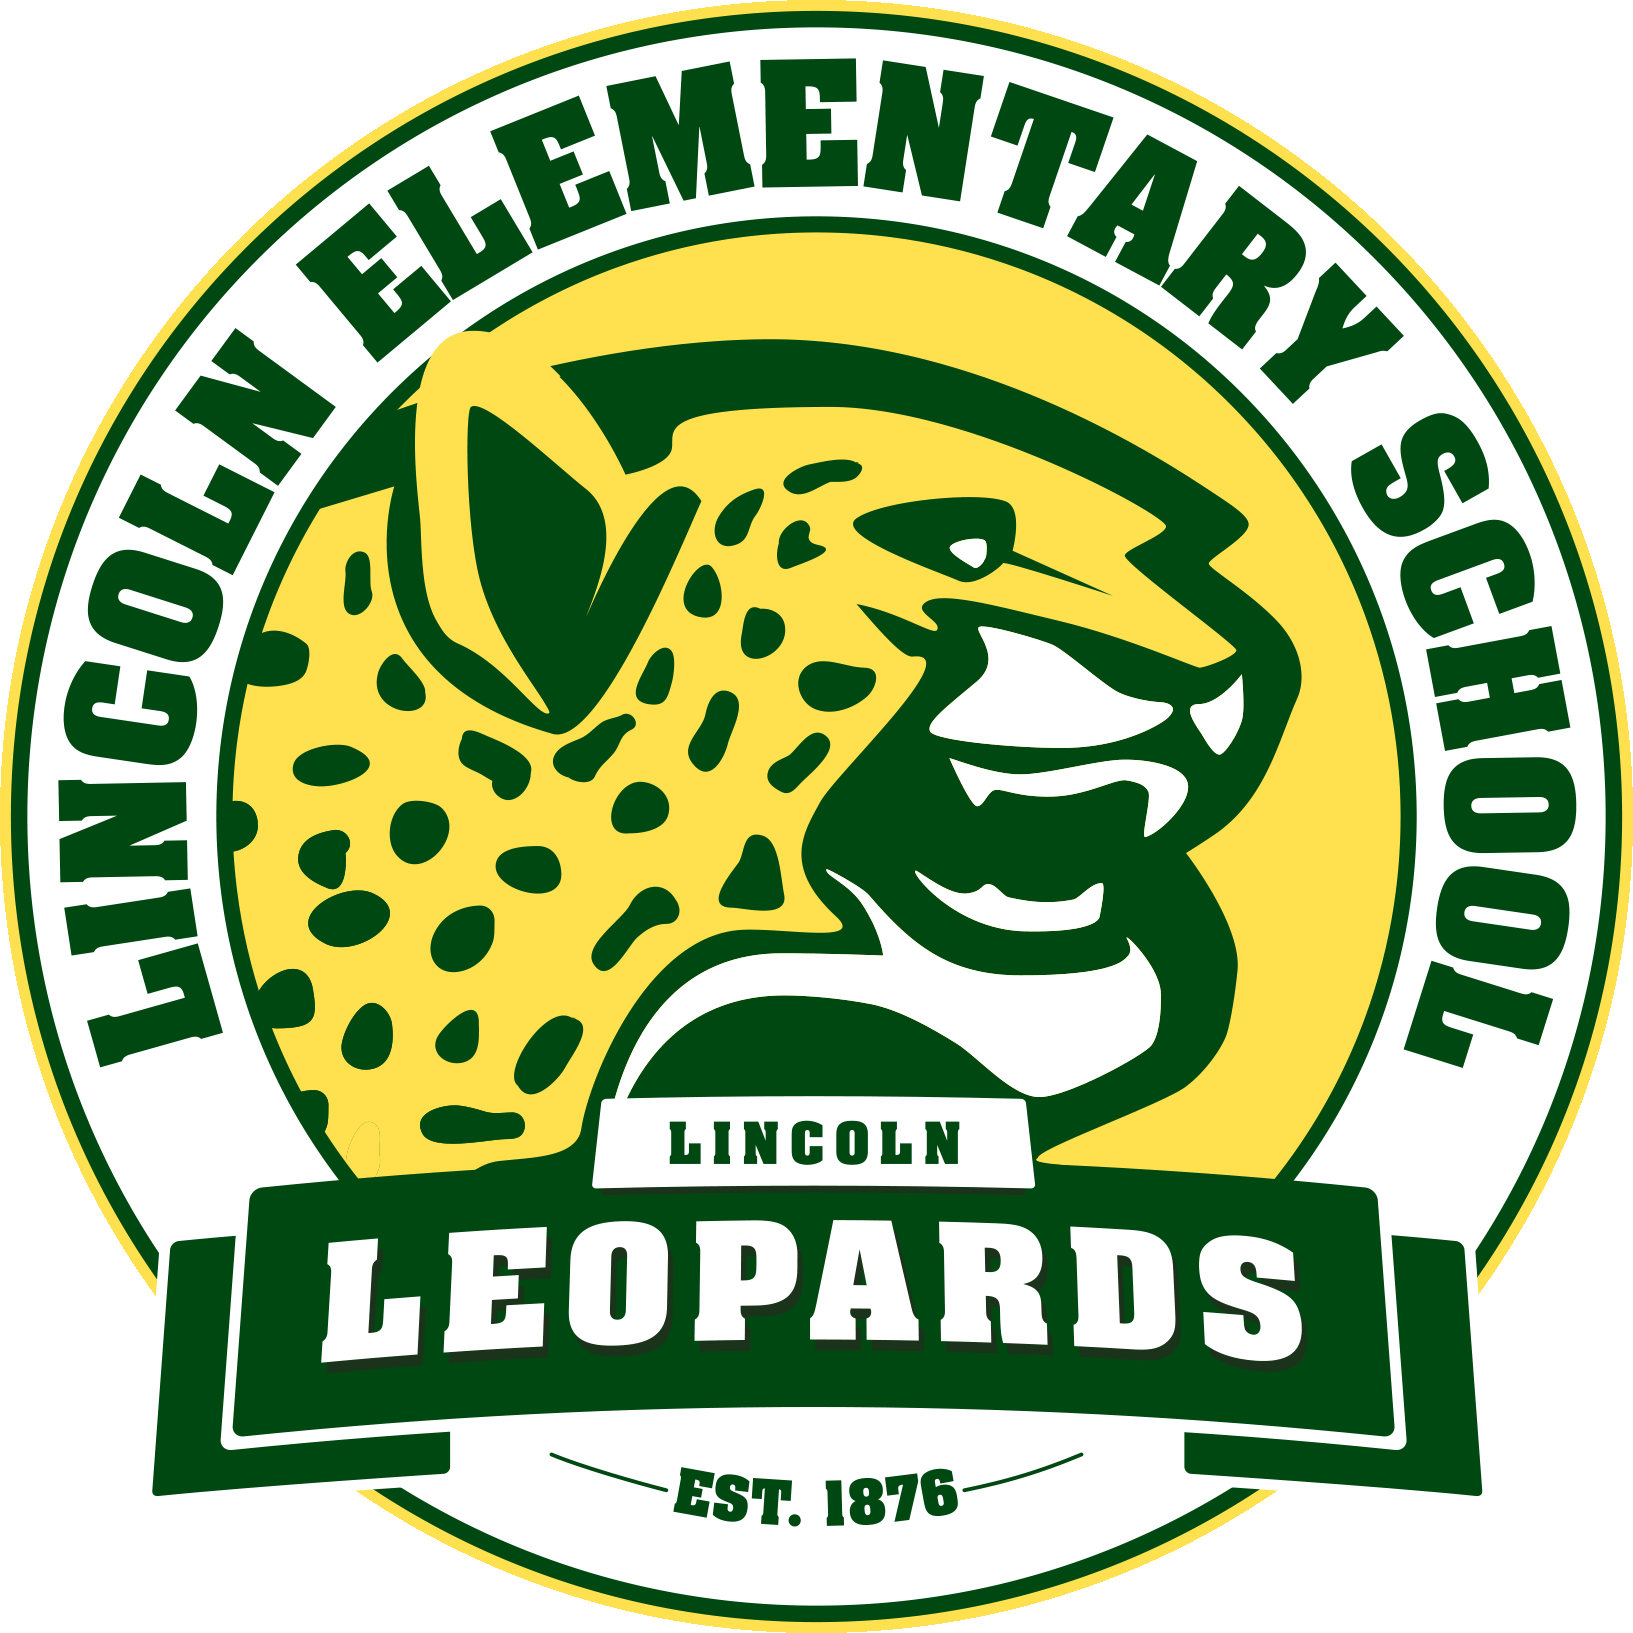 LINCOLN ELEMENTARY SCHOOL
LINCOLN
LEOPARDS
EST. 1876